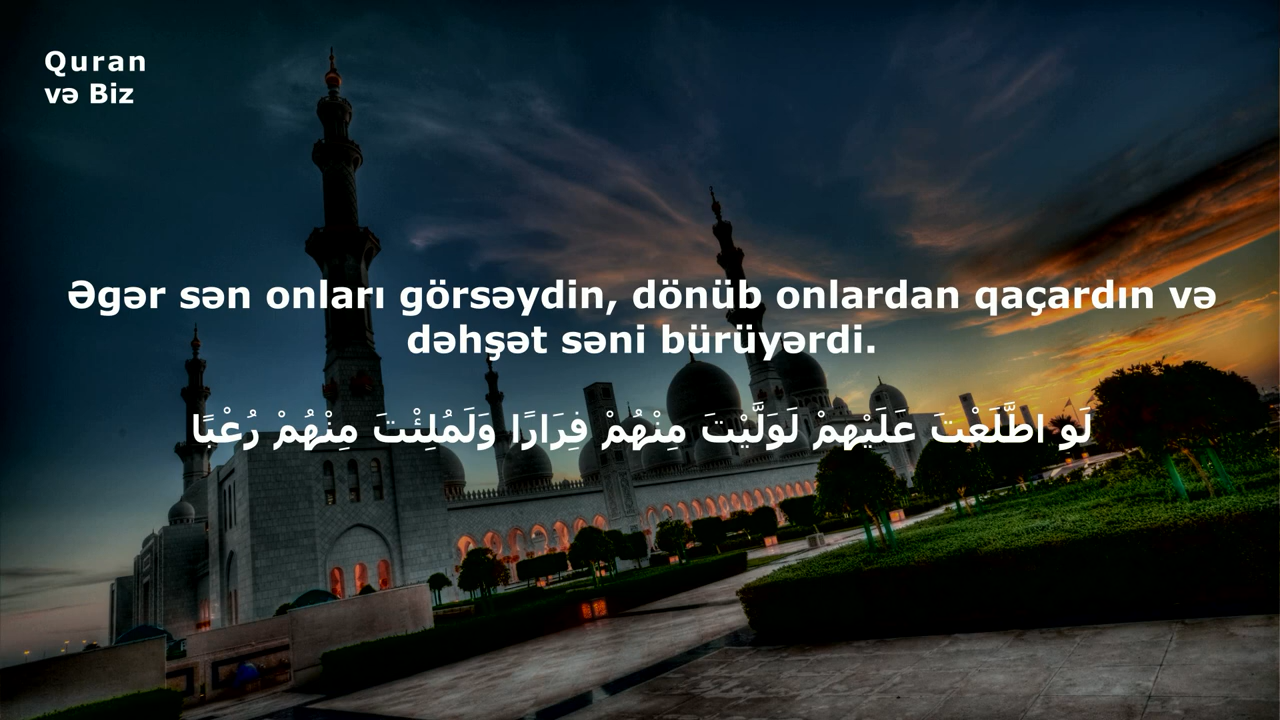 Quran
və Biz
Əgər sən onları görsəydin, dönüb onlardan qaçardın və
dəhşət səni bürüyərdi.
لَوِ اطَّلَعْتَ عَلَيْهِمْ لَوَلَّيْتَ مِنْهُمْ فِرَارًا وَلَمُلِئْتَ مِنْهُمْ رُعْبًا